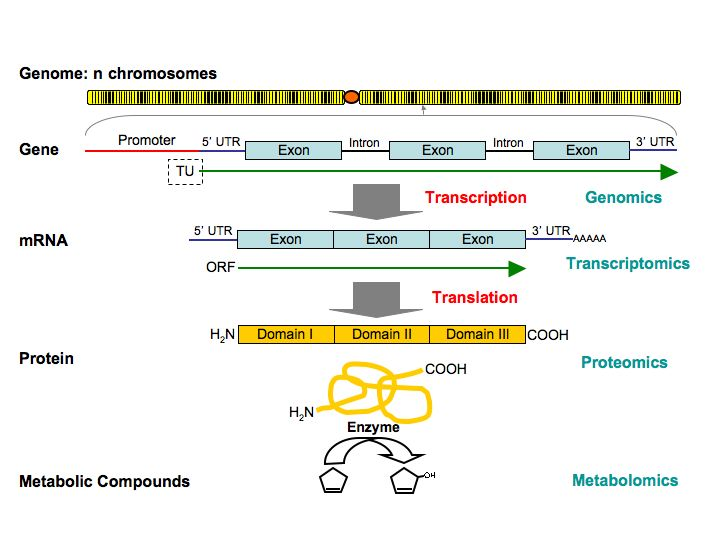 Genome: n chromosomes
Gene
Promoter
5’ UTR
Exon
Intron
Exon
Intron
Exon
3’ UTR
TU
Transcription
Genomics
mRNA
5’ UTR
Exon
Exon
Exon
3’ UTR
AAAAA
ORF
Transcriptomics
Translation
H₂N
Domain I
Domain II
Domain III
COOH
Protein
Proteomics
COOH
H₂N
Enzyme
Metabolic Compounds
OH
Metabolomics